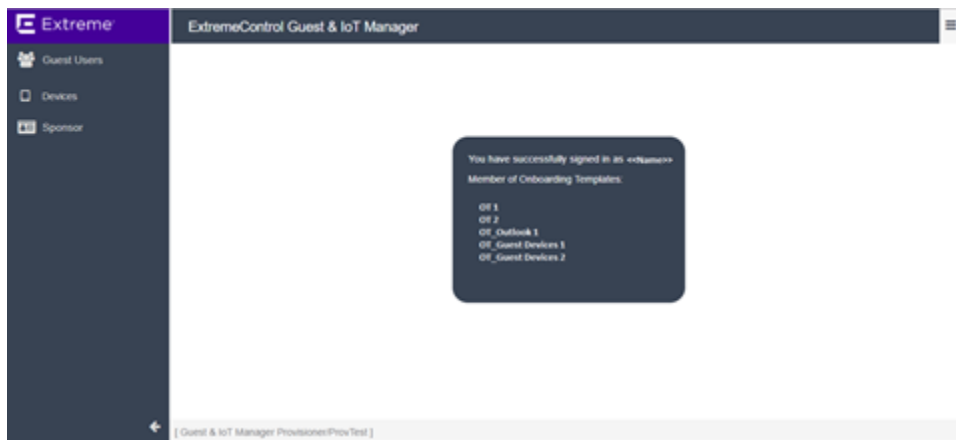 Extreme
ExtremeControl Guest & IoT Manager
Guest Users
Devices
Sponsor
You have successfully signed in as <<Name>>
Member of Onboarding Templates:
OT 1
OT 2
OT_Outlook 1
OT_Guest Devices 1
OT_Guest Devices 2
[ Guest & IoT Manager Provisioner/ProvTest ]